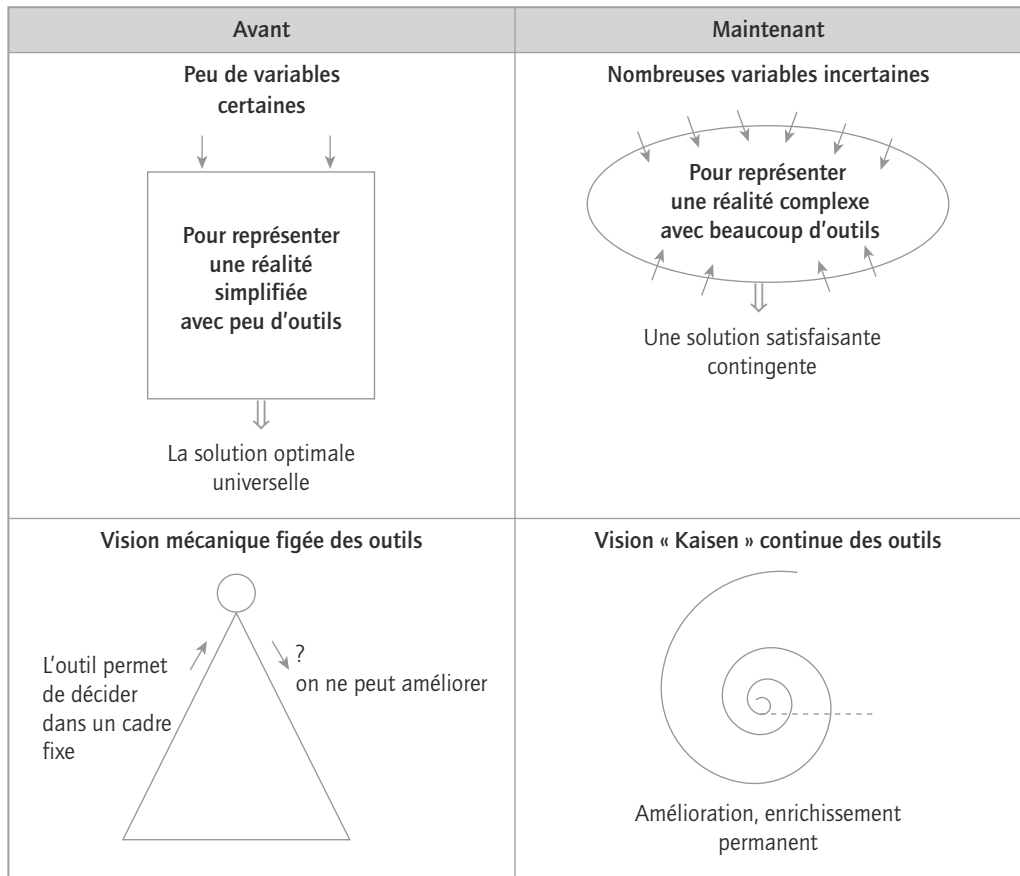 Avant
Maintenant
Peu de variables
certaines
Pour représenter
une réalité
simplifiée
avec peu d'outils
La solution optimale
universelle
Nombreuses variables incertaines
Pour représenter
une réalité complexe
avec beaucoup d'outils
Une solution satisfaisante
contingente
Vision mécanique figée des outils
L'outil permet
de décider
dans un cadre
fixe
?
on ne peut améliorer
Vision « Kaisen » continue des outils
Amélioration, enrichissement
permanent